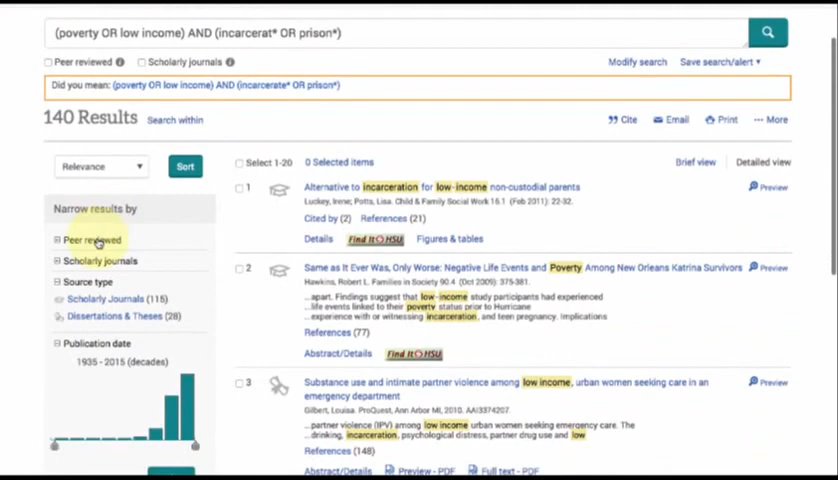 (poverty OR low income) AND (incarcerat* OR prison*)
Peer reviewed
Scholarly journals
Modify search
Save search/alert
Did you mean: (poverty OR low income) AND (incarcerate* OR prison*)
140 Results
Search within
Cite
Email
Print
More
Relevance
Sort
Select 1-20
0 Selected items
Brief view
Detailed view
Narrow results by
Peer reviewed
Scholarly journals
Source type
Scholarly Journals (115)
Dissertations & Theses (28)
Publication date
1935 - 2015 (decades)
1
Alternative to incarceration for low-income non-custodial parents
Preview
Luckey, Irene; Potts, Lisa. Child & Family Social Work 16.1 (Feb 2011): 22-32.
Cited by (2) References (21)
Details
Find It HSU
Figures & tables
2
Same as It Ever Was, Only Worse: Negative Life Events and Poverty Among New Orleans Katrina Survivors
Preview
Hawkins, Robert L. Families in Society 90.4 (Oct 2009): 375-381.
...apart. Findings suggest that low-income study participants had experienced
...life events linked to their poverty status prior to Hurricane
...experience with or witnessing incarceration, and teen pregnancy. Implications
References (77)
Abstract/Details
Find It HSU
3
Substance use and intimate partner violence among low income, urban women seeking care in an
emergency department
Preview
Gilbert, Louisa. ProQuest, Ann Arbor MI, 2010. AAI3374207.
...partner violence (IPV) among low income urban women seeking emergency care. The
...drinking, incarceration, psychological distress, partner drug use and low
References (148)
Abstract/Details
Preview - PDF
Full text - PDF